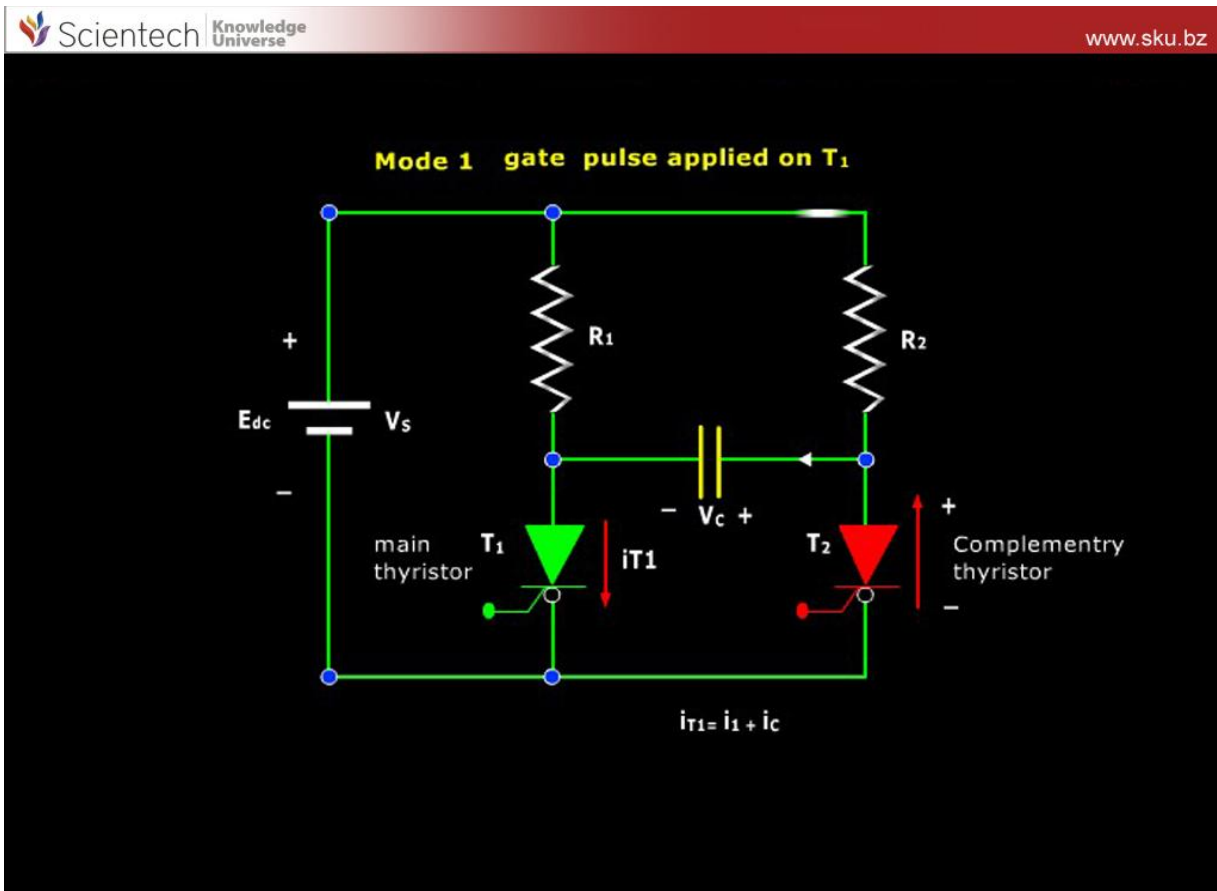 Scientech Knowledge Universe
www.sku.bz
Mode 1 gate pulse applied on T₁
+
R₁
R₂
Edc
Vs
−
− Vc +
main thyristor
T₁
iT1
T₂
+
Complementry thyristor
−
iT1= i₁ + iC